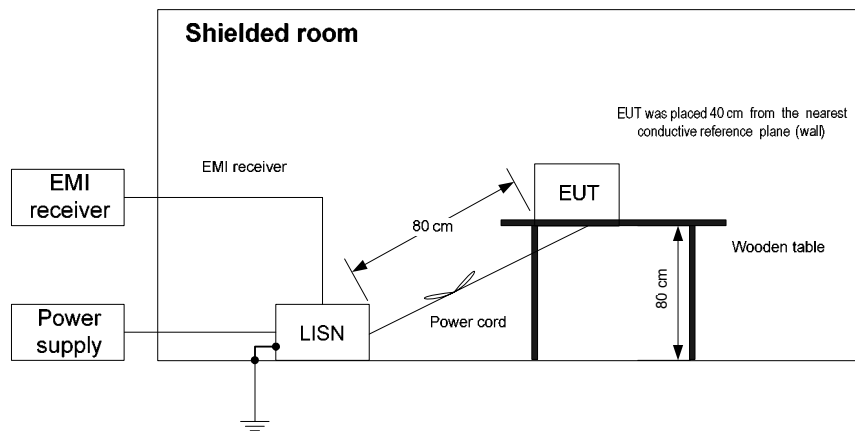 Shielded room
EUT was placed 40 cm from the nearest
conductive reference plane (wall)
EMI receiver
EMI
receiver
EUT
80 cm
Wooden table
80 cm
Power
supply
LISN
Power cord